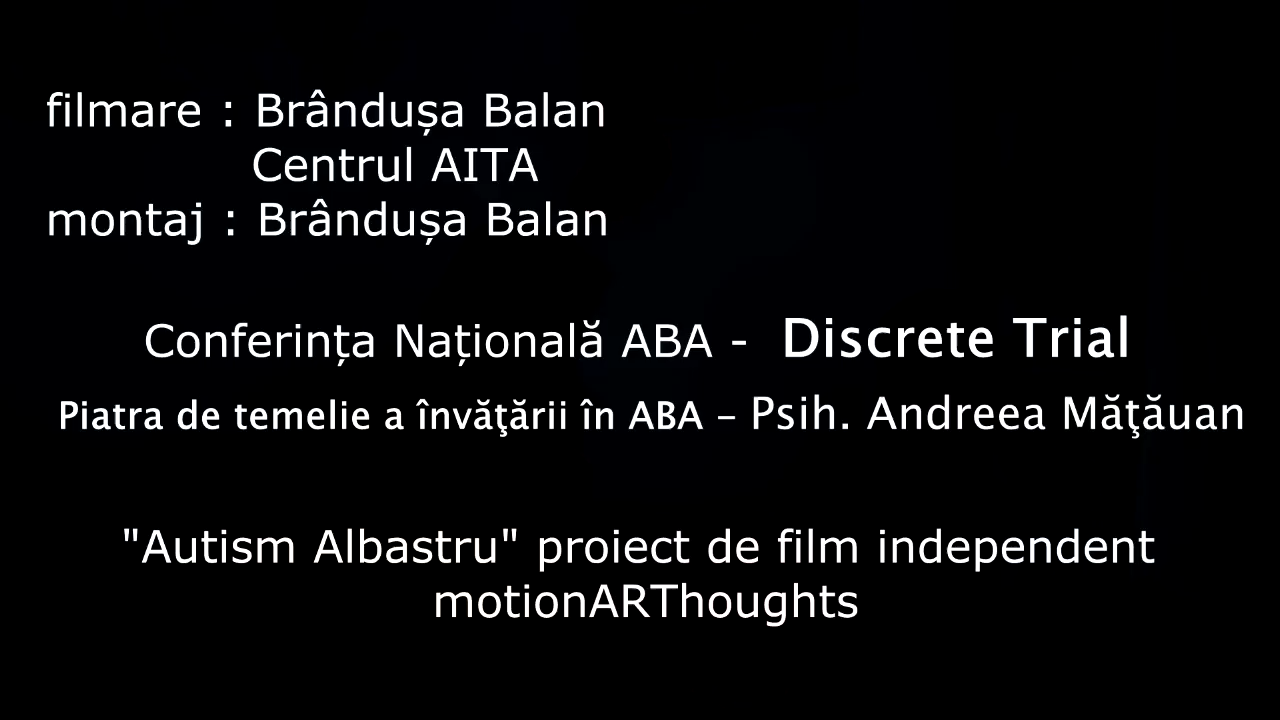 filmare : Brândușa Balan
Centrul AITA
montaj : Brândușa Balan
Conferința Națională ABA - Discrete Trial
Piatra de temelie a învăţării în ABA – Psih. Andreea Măţăuan
"Autism Albastru" proiect de film independent
motionARThoughts